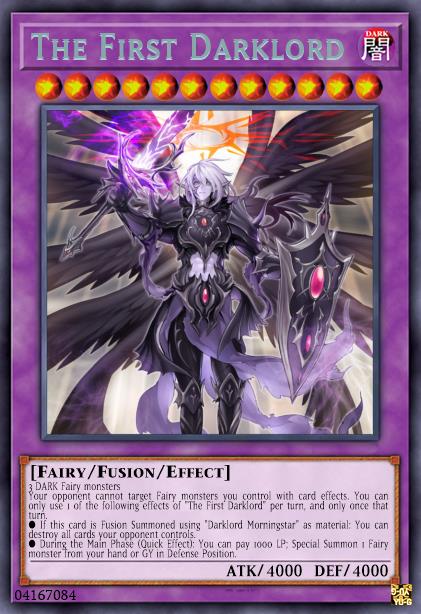 The First Darklord
DARK
闇
[Fairy/Fusion/Effect]
3 DARK Fairy monsters
Your opponent cannot target Fairy monsters you control with card effects. You can
only use 1 of the following effects of "The First Darklord" per turn, and only once that
turn.
● If this card is Fusion Summoned using "Darklord Morningstar" as material: You can
destroy all cards your opponent controls.
● During the Main Phase (Quick Effect): You can pay 1000 LP; Special Summon 1 Fairy
monster from your hand or GY in Defense Position.
ATK/4000 DEF/4000
04167084